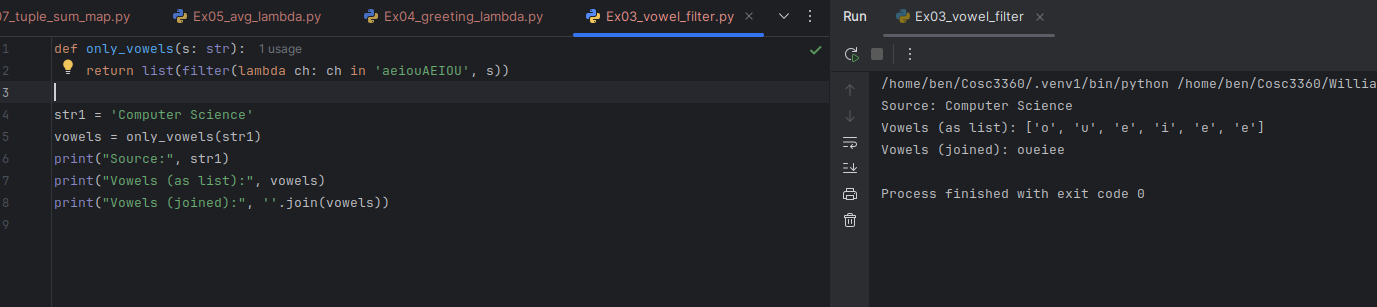 07_tuple_sum_map.py Ex05_avg_lambda.py Ex04_greeting_lambda.py Ex03_vowel_filter.py
1 def only_vowels(s: str): 1 usage
2 return list(filter(lambda ch: ch in 'aeiouAEIOU', s))
3
4 str1 = 'Computer Science'
5 vowels = only_vowels(str1)
6 print("Source:", str1)
7 print("Vowels (as list):", vowels)
8 print("Vowels (joined):", ''.join(vowels))
9
Run Ex03_vowel_filter
/home/ben/Cosc3360/.venv1/bin/python /home/ben/Cosc3360/Willia
Source: Computer Science
Vowels (as list): ['o', 'u', 'e', 'i', 'e', 'e']
Vowels (joined): oueiee
Process finished with exit code 0